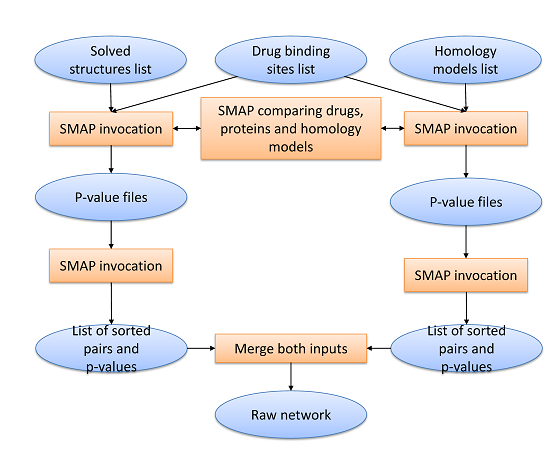 Solved
structures list
Drug binding
sites list
Homology
models list
SMAP invocation
SMAP comparing drugs,
proteins and homology
models
SMAP invocation
P-value files
P-value files
SMAP invocation
SMAP invocation
List of sorted
pairs and
p-values
Merge both inputs
List of sorted
pairs and
p-values
Raw network